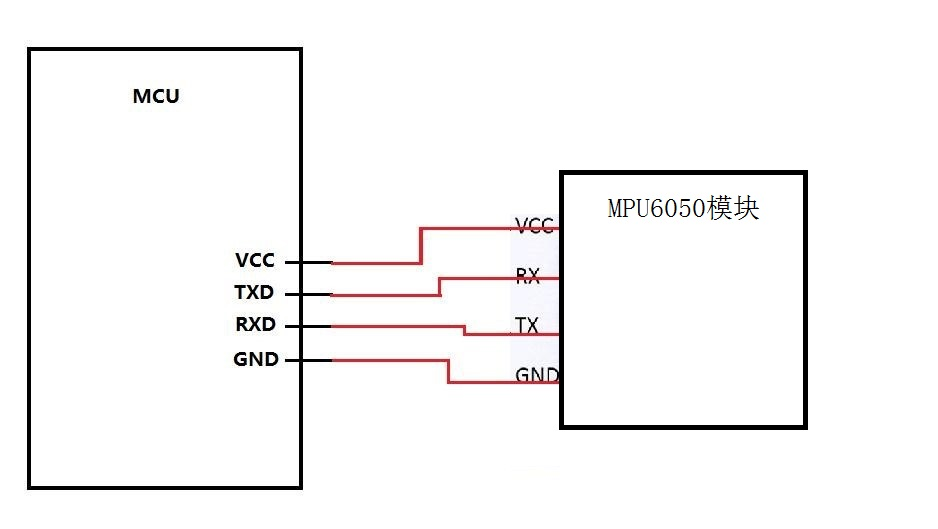 MCU
VCC
TXD
RXD
GND
MPU6050模块
VCC
RX
TX
GND